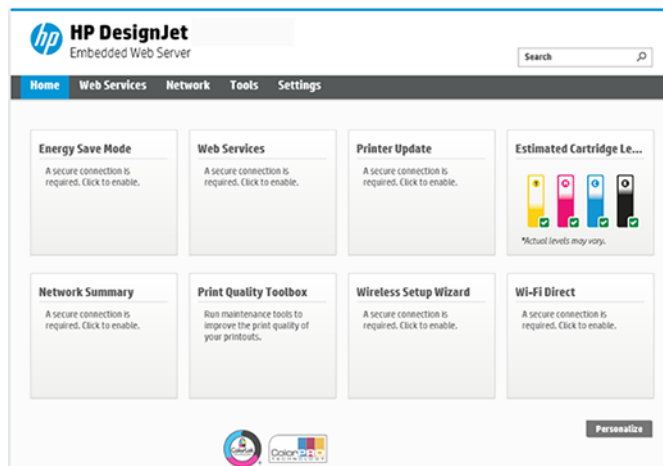 hp HP DesignJet
Embedded Web Server
Search
Home Web Services Network Tools Settings
Energy Save Mode
A secure connection is
required. Click to enable.
Web Services
A secure connection is
required. Click to enable.
Printer Update
A secure connection is
required. Click to enable.
Estimated Cartridge Le...
Y M C K
*Actual levels may vary.
Network Summary
A secure connection is
required. Click to enable.
Print Quality Toolbox
Run maintenance tools to
improve the print quality of
your printouts.
Wireless Setup Wizard
A secure connection is
required. Click to enable.
Wi-Fi Direct
A secure connection is
required. Click to enable.
Personalize
ColorLok
ColorPRO
TECHNOLOGY